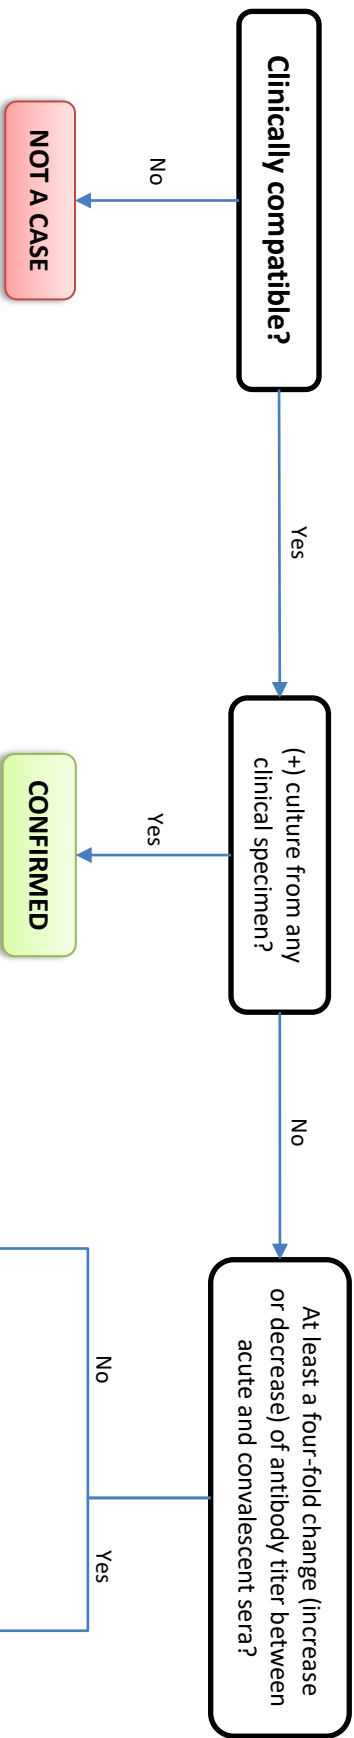 Clinically compatible?
No
NOT A CASE
Yes
(+) culture from any
clinical specimen?
Yes
CONFIRMED
No
At least a four-fold change (increase
or decrease) of antibody titer between
acute and convalescent sera?
No
Yes